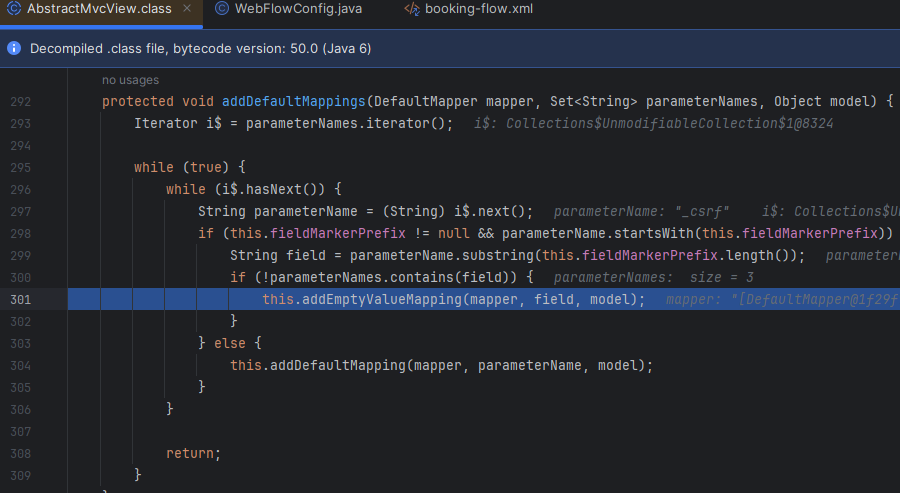 AbstractMvcView.class × WebFlowConfig.java booking-flow.xml
Decompiled .class file, bytecode version: 50.0 (Java 6)
no usages
292 protected void addDefaultMappings(DefaultMapper mapper, Set<String> parameterNames, Object model) {
293 Iterator i$ = parameterNames.iterator(); i$: Collections$UnmodifiableCollection$1@8324
294
295 while (true) {
296 while (i$.hasNext()) {
297 String parameterName = (String) i$.next(); parameterName: "_csrf" i$: Collections$Un
298 if (this.fieldMarkerPrefix != null && parameterName.startsWith(this.fieldMarkerPrefix))
299 String field = parameterName.substring(this.fieldMarkerPrefix.length());
300 if (!parameterNames.contains(field)) { parameterNames: size = 3
301 this.addEmptyValueMapping(mapper, field, model); mapper: "[DefaultMapper@1f29f
302 }
303 } else {
304 this.addDefaultMapping(mapper, parameterName, model);
305 }
306 }
307
308 return;
309 }